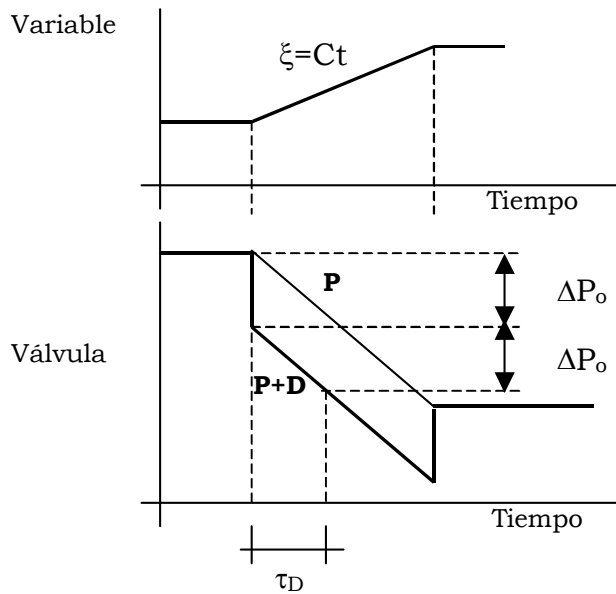 Variable
ξ=Ct
Tiempo
P
ΔPo
Válvula
P+D
ΔPo
Tiempo
τD